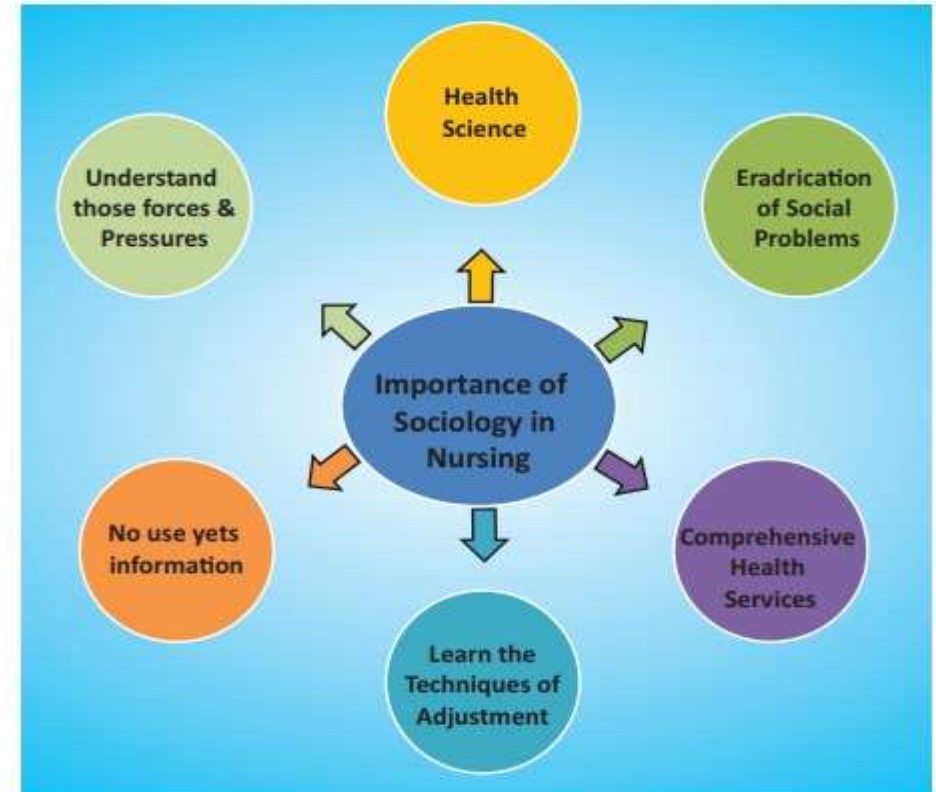 Health
Science
Understand
those forces &
Pressures
Eradrication
of Social
Problems
Importance of
Sociology in
Nursing
No use yets
information
Comprehensive
Health
Services
Learn the
Techniques of
Adjustment